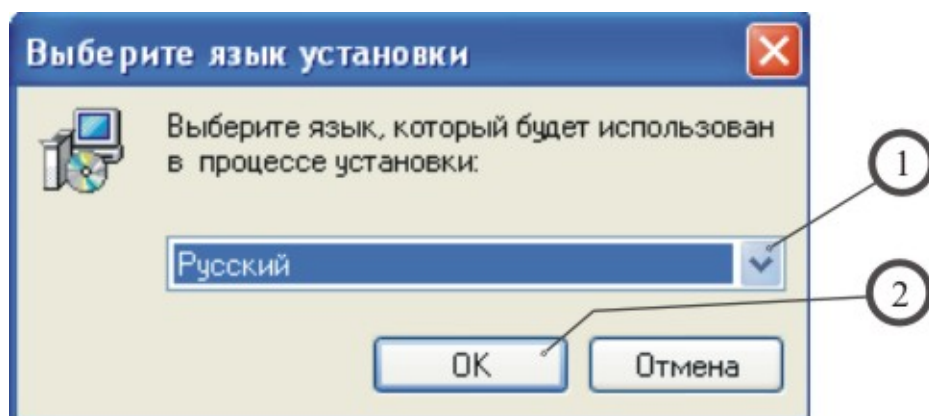 Выберите язык установки
Выберите язык, который будет использован
в процессе установки:
1
Русский
2
OK
Отмена